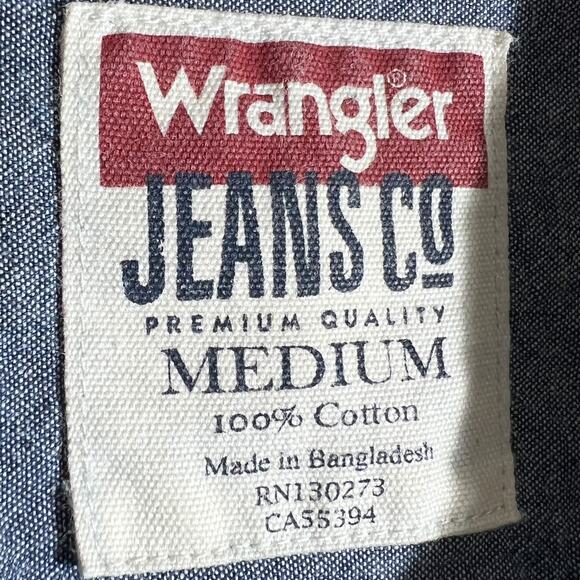 Wrangler®
JEANS CO
PREMIUM QUALITY
MEDIUM
100% Cotton
Made in Bangladesh
RN130273
CA55394